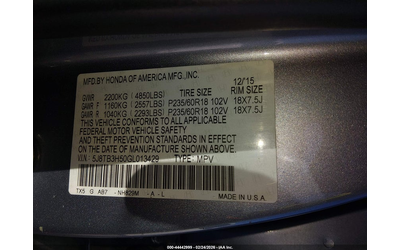 MFD.BY HONDA OF AMERICA MFG.,INC. 12/15
TIRE SIZE RIM SIZE
GVWR 2200KG (4850LBS)
GAWR F 1160KG (2557LBS) P235/60R18 102V 18X7.5J
GAWR R 1040KG (2293LBS) P235/60R18 102V 18X7.5J
THIS VEHICLE CONFORMS TO ALL APPLICABLE
FEDERAL MOTOR VEHICLE SAFETY
AND THEFT PREVENTION STANDARDS IN EFFECT
ON THE DATE OF MANUFACTURE SHOWN ABOVE.
V.I.N.: 5J8TB3H50GL013429 TYPE: MPV
TX5 G A97 - NH829M - A - L MADE IN U.S.A.